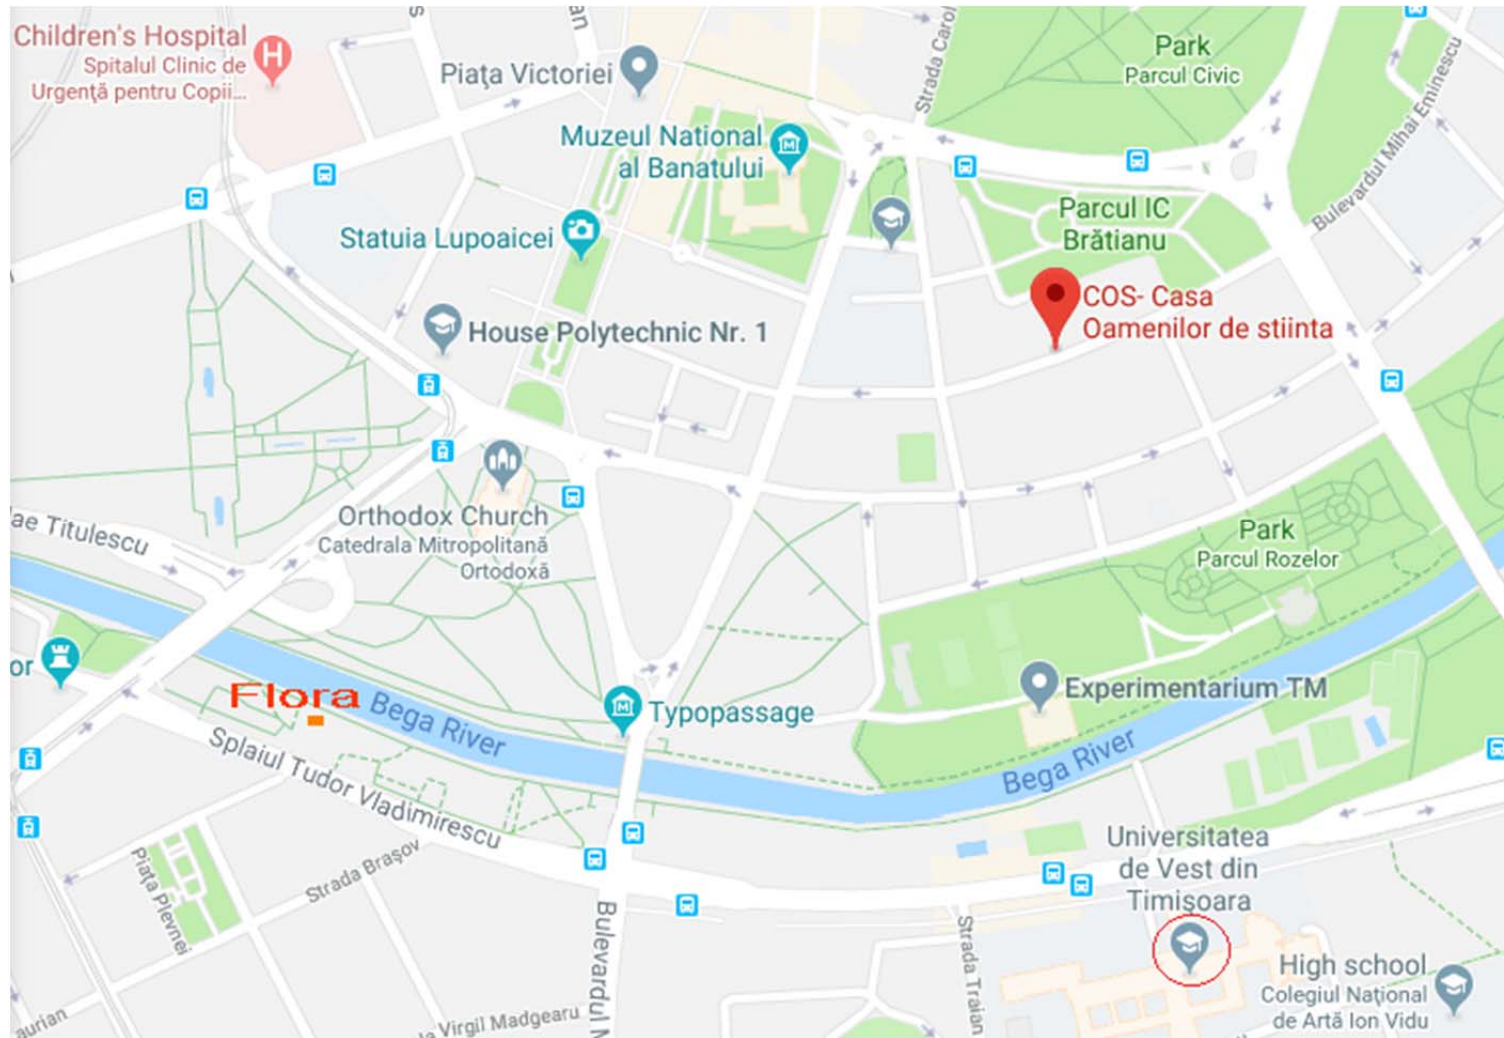 Children's Hospital
Spitalul Clinic de
Urgență pentru Copii...
Piața Victoriei
Strada Carol
Park
Parcul Civic
Bulevardul Mihai Eminescu
Muzeul National
al Banatului
Parcul IC
Brătianu
Statuia Lupoaicei
COS- Casa
Oamenilor de stiinta
House Polytechnic Nr. 1
Orthodox Church
Catedrala Mitropolitană
Ortodoxă
ae Titulescu
Park
Parcul Rozelor
or
Flora
Bega River
Typopassage
Experimentarium TM
Bega River
Splaiul Tudor Vladimirescu
Piața Plevnei
Strada Brașov
Universitatea
de Vest din
Timișoara
Bulevardul
Strada Traian
High school
Colegiul Național
de Artă Ion Vidu
Virgil Madgearu
aurian